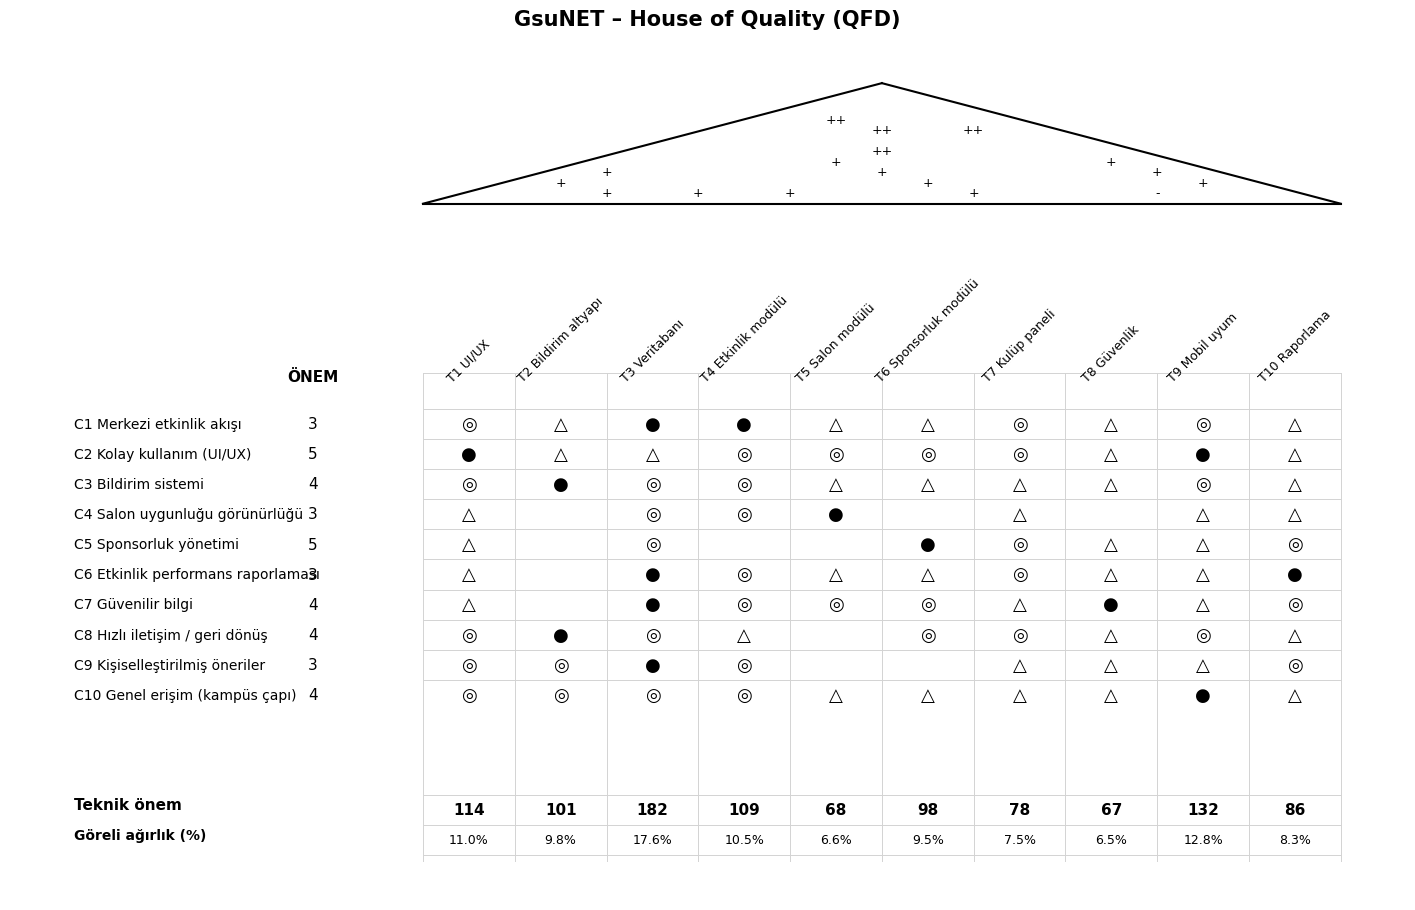 GsuNET – House of Quality (QFD)
++
++ ++
++
+ +
+ + +
+ + +
+ + + + -
T1 UI/UX T2 Bildirim altyapı T3 Veritabanı T4 Etkinlik modülü T5 Salon modülü T6 Sponsorluk modülü T7 Kulüp paneli T8 Güvenlik T9 Mobil uyum T10 Raporlama
ÖNEM
C1 Merkezi etkinlik akışı 3 ◎ △ ● ● △ △ ◎ △ ◎ △
C2 Kolay kullanım (UI/UX) 5 ● △ △ ◎ ◎ ◎ ◎ △ ● △
C3 Bildirim sistemi 4 ◎ ● ◎ ◎ △ △ △ △ ◎ △
C4 Salon uygunluğu görünürlüğü 3 △ ◎ ◎ ● △ △ △
C5 Sponsorluk yönetimi 5 △ ◎ ● ◎ △ △ ◎
C6 Etkinlik performans raporlaması 3 △ ● ◎ △ △ ◎ △ △ ●
C7 Güvenilir bilgi 4 △ ● ◎ ◎ ◎ △ ● △ ◎
C8 Hızlı iletişim / geri dönüş 4 ◎ ● ◎ △ ◎ ◎ △ ◎ △
C9 Kişiselleştirilmiş öneriler 3 ◎ ◎ ● ◎ △ △ △ ◎
C10 Genel erişim (kampüs çapı) 4 ◎ ◎ ◎ ◎ △ △ △ △ ● △
Teknik önem 114 101 182 109 68 98 78 67 132 86
Göreli ağırlık (%) 11.0% 9.8% 17.6% 10.5% 6.6% 9.5% 7.5% 6.5% 12.8% 8.3%